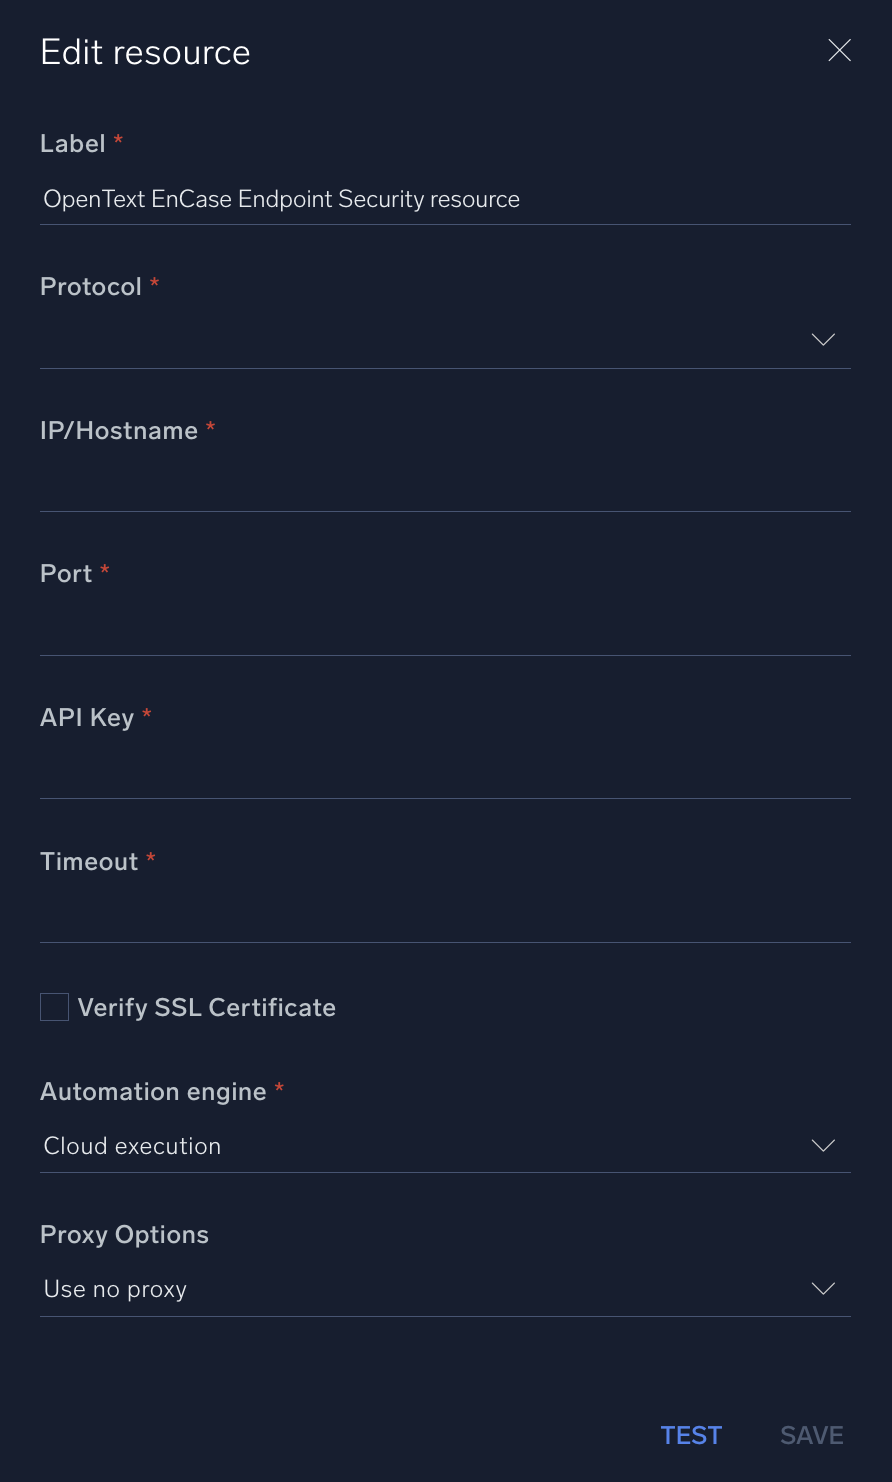 Edit resource
Label *
OpenText EnCase Endpoint Security resource
Protocol *
IP/Hostname *
Port *
API Key *
Timeout *
Verify SSL Certificate
Automation engine *
Cloud execution
Proxy Options
Use no proxy
TEST SAVE